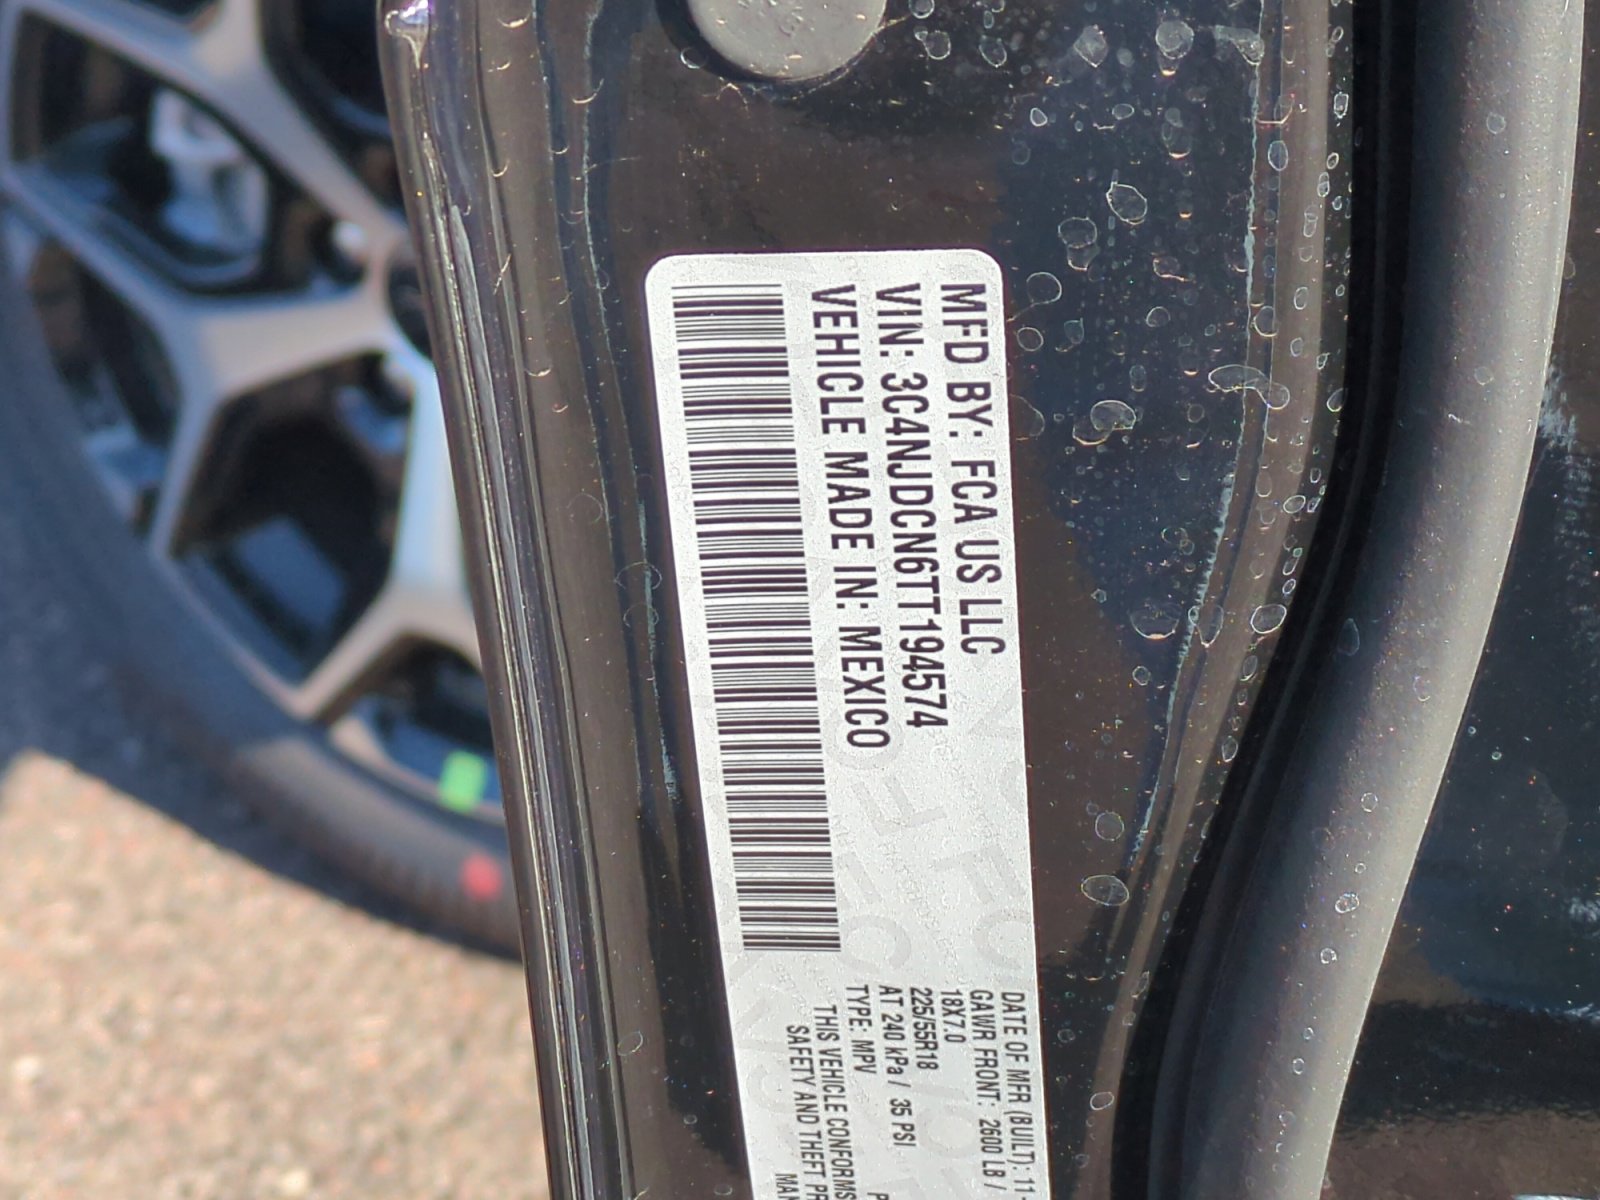 MFD BY: FCA US LLC
VIN: 3C4NJDCN6TT194574
VEHICLE MADE IN: MEXICO
DATE OF MFR (BUILT): 11-
GAWR FRONT: 2600 LB /
18X7.0
225/55R18
AT 240 kPa / 35 PSI
TYPE: MPV
THIS VEHICLE CONFORMS
SAFETY AND THEFT